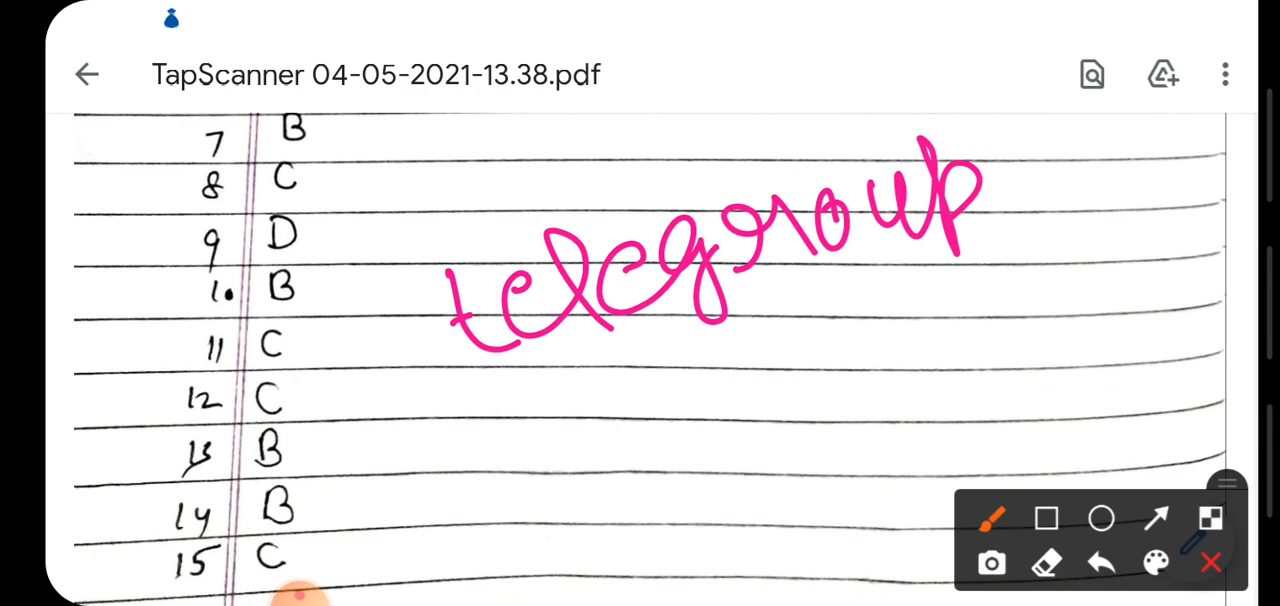 TapScanner 04-05-2021-13.38.pdf
7 B
8 C
9 D
10 B
11 C
12 C
13 B
14 B
15 C
telegroup